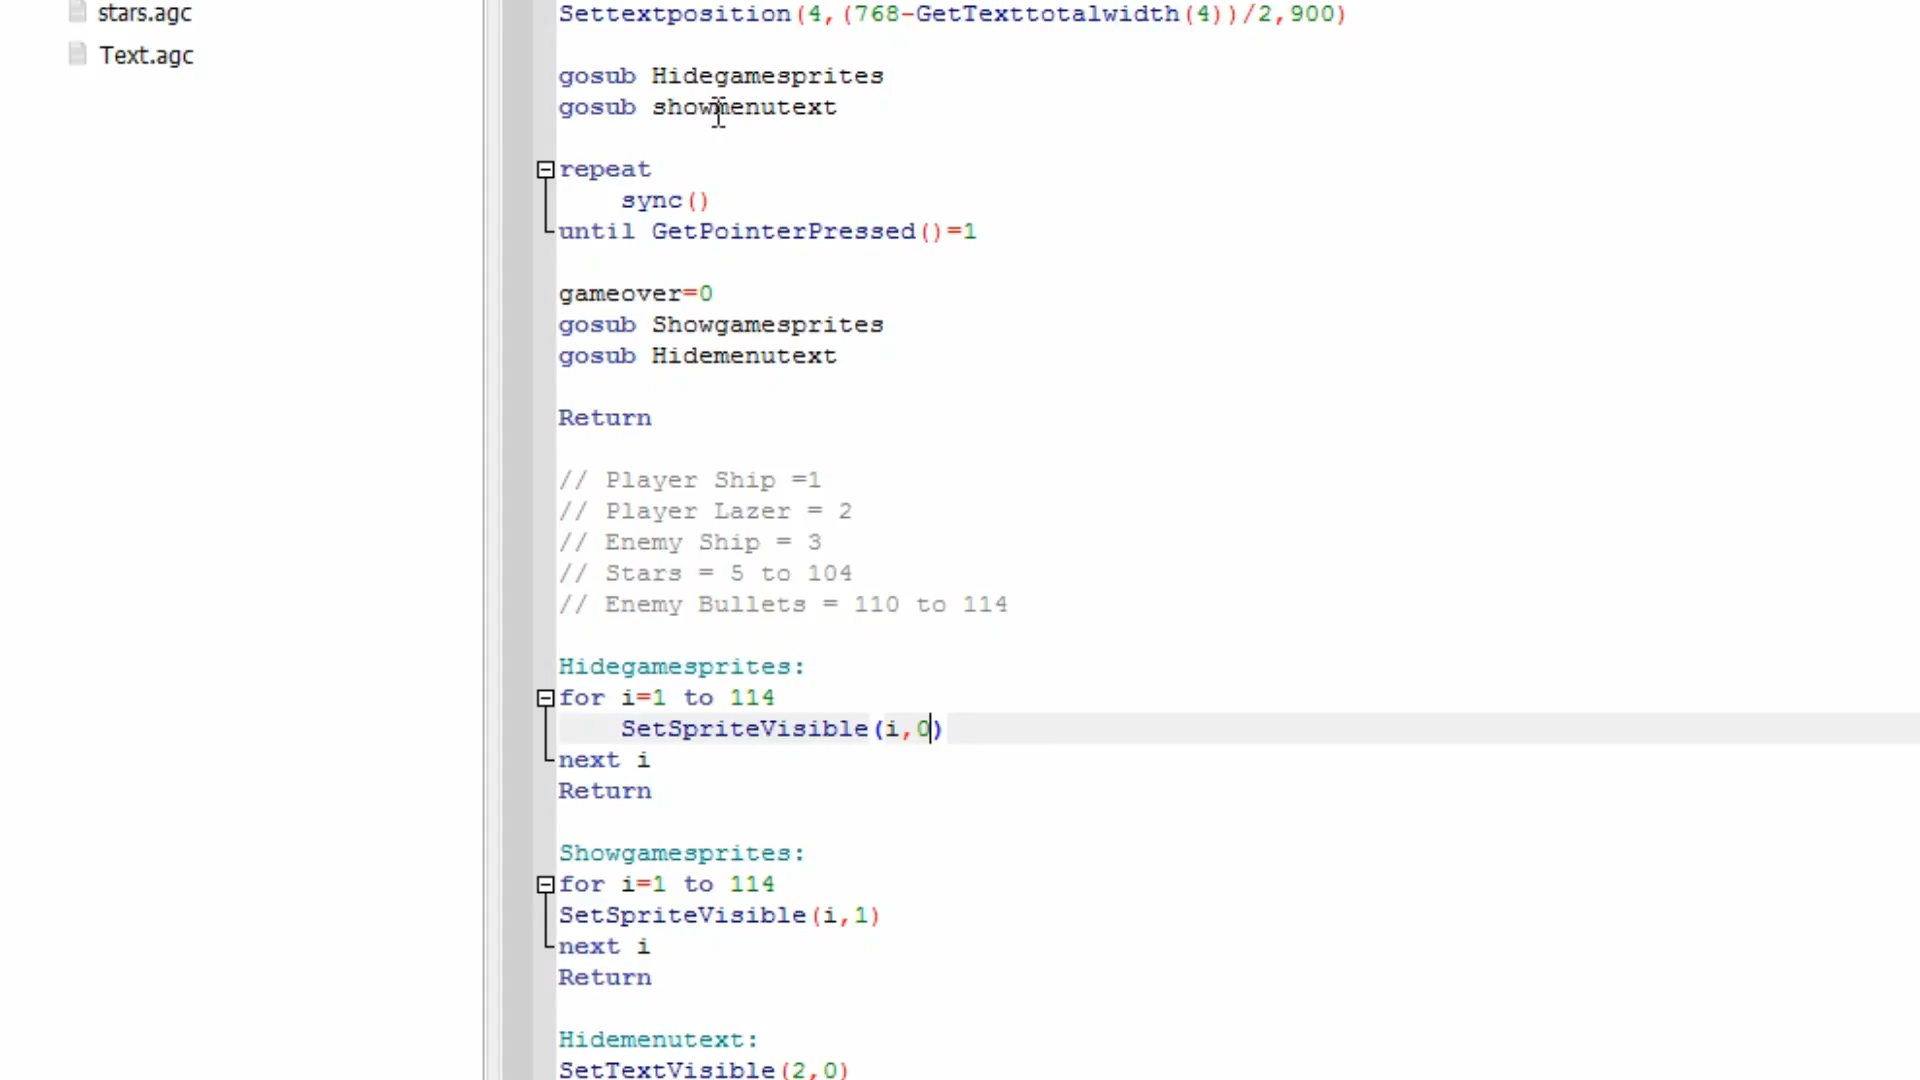 stars.agc
Text.agc
Settextposition(4,(768-GetTexttotalwidth(4))/2,900)
gosub Hidegamesprites
gosub showmenutext
repeat
sync()
until GetPointerPressed()=1
gameover=0
gosub Showgamesprites
gosub Hidemenutext
Return
// Player Ship =1
// Player Lazer = 2
// Enemy Ship = 3
// Stars = 5 to 104
// Enemy Bullets = 110 to 114
Hidegamesprites:
for i=1 to 114
SetSpriteVisible(i,0)
next i
Return
Showgamesprites:
for i=1 to 114
SetSpriteVisible(i,1)
next i
Return
Hidemenutext:
SetTextVisible(2,0)